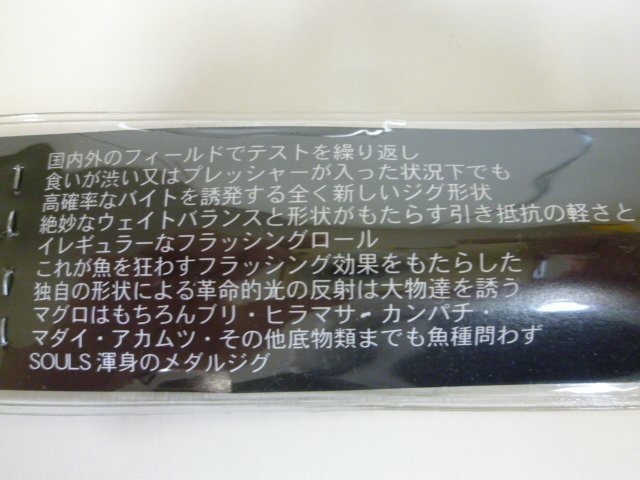 国内外のフィールドでテストを繰り返し
食いが渋い又はプレッシャーが入った状況下でも
高確率なバイトを誘発する全く新しいジグ形状
絶妙なウェイトバランスと形状がもたらす引き抵抗の軽さと
イレギュラーなフラッシングロール
これが魚を狂わすフラッシング効果をもたらした
独自の形状による革命的光の反射は大物達を誘う
マグロはもちろんブリ・ヒラマサ・カンパチ・
マダイ・アカムツ・その他底物類までも魚種問わず
SOULS渾身のメダルジグ